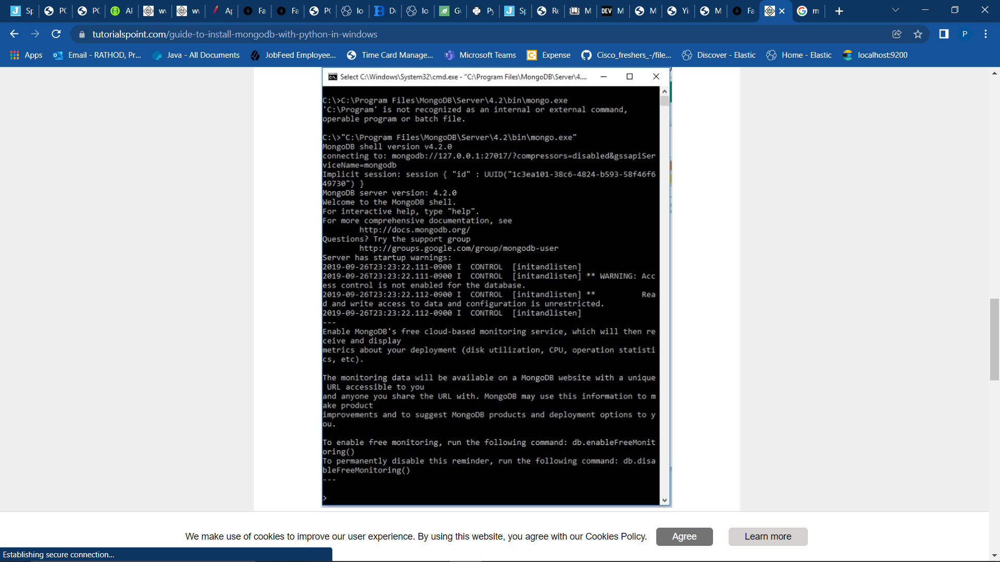 Sp PC PC AF w w Ap Fa Fa PC lo De lo Gu Py Sp Re M M M Yi M Fa m
tutorialspoint.com/guide-to-install-mongodb-with-python-in-windows P
Apps Email - RATHOD, Pr... Java - All Documents JobFeed Employee... Time Card Manage... Microsoft Teams Expense Cisco_freshers_-/file... Discover - Elastic Home - Elastic localhost:9200
Select C:\Windows\System32\cmd.exe - "C:\Program Files\MongoDB\Server\4....
C:\>C:\Program Files\MongoDB\Server\4.2\bin\mongo.exe
'C:\Program' is not recognized as an internal or external command,
operable program or batch file.
C:\>"C:\Program Files\MongoDB\Server\4.2\bin\mongo.exe"
MongoDB shell version v4.2.0
connecting to: mongodb://127.0.0.1:27017/?compressors=disabled&gssapiSer
viceName=mongodb
Implicit session: session { "id" : UUID("1c3ea101-38c6-4824-b593-58f46f6
49730") }
MongoDB server version: 4.2.0
Welcome to the MongoDB shell.
For interactive help, type "help".
For more comprehensive documentation, see
http://docs.mongodb.org/
Questions? Try the support group
http://groups.google.com/group/mongodb-user
Server has startup warnings:
2019-09-26T23:23:22.111-0900 I CONTROL [initandlisten]
2019-09-26T23:23:22.111-0900 I CONTROL [initandlisten] ** WARNING: Acc
ess control is not enabled for the database.
2019-09-26T23:23:22.112-0900 I CONTROL [initandlisten] ** Rea
d and write access to data and configuration is unrestricted.
2019-09-26T23:23:22.112-0900 I CONTROL [initandlisten]
---
Enable MongoDB's free cloud-based monitoring service, which will then re
ceive and display
metrics about your deployment (disk utilization, CPU, operation statisti
cs, etc).
The monitoring data will be available on a MongoDB website with a unique
URL accessible to you
and anyone you share the URL with. MongoDB may use this information to m
ake product
improvements and to suggest MongoDB products and deployment options to y
ou.
To enable free monitoring, run the following command: db.enableFreeMonit
oring()
To permanently disable this reminder, run the following command: db.disa
bleFreeMonitoring()
---
>
We make use of cookies to improve our user experience. By using this website, you agree with our Cookies Policy. Agree Learn more
Establishing secure connection...